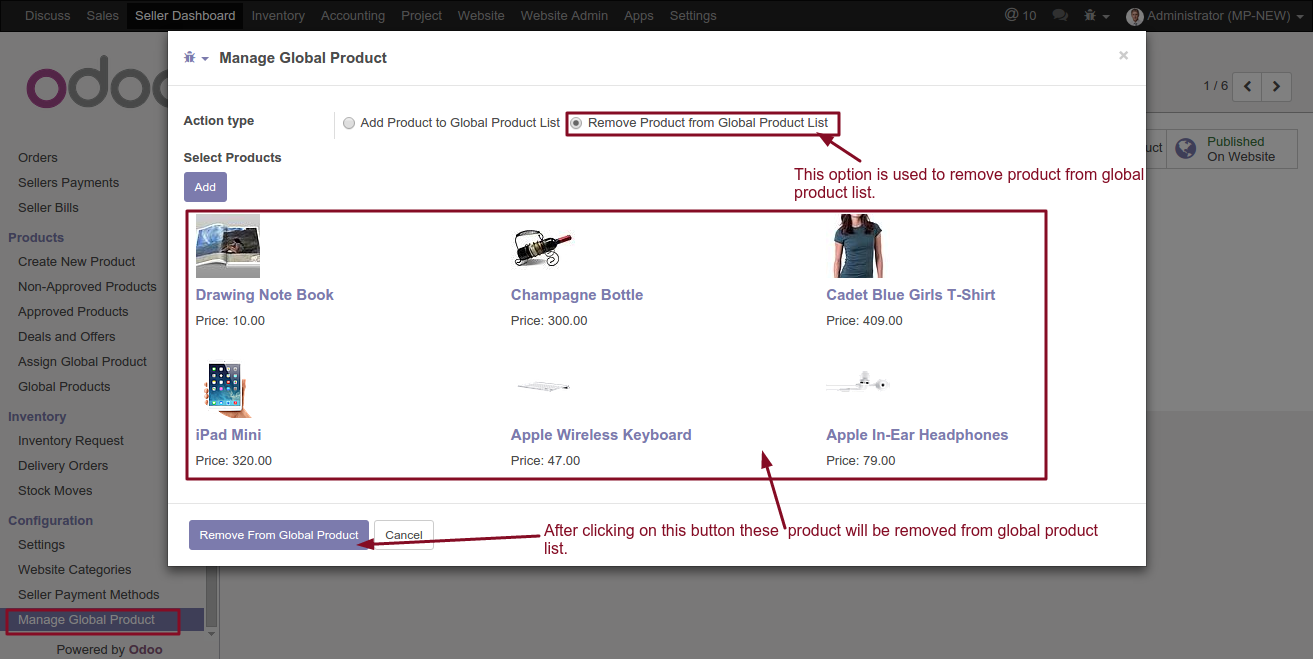 Discuss Sales Seller Dashboard Inventory Accounting Project Website Website Admin Apps Settings @ 10 Administrator (MP-NEW)
odoo
Manage Global Product ×
1 / 6
Action type
Add Product to Global Product List Remove Product from Global Product List
uct
Published
On Website
This option is used to remove product from global
product list.
Select Products
Add
Drawing Note Book
Price: 10.00
Champagne Bottle
Price: 300.00
Cadet Blue Girls T-Shirt
Price: 409.00
iPad Mini
Price: 320.00
Apple Wireless Keyboard
Price: 47.00
Apple In-Ear Headphones
Price: 79.00
Remove From Global Product Cancel
After clicking on this button these  product will be removed from global product
list.
Orders
Sellers Payments
Seller Bills
Products
Create New Product
Non-Approved Products
Approved Products
Deals and Offers
Assign Global Product
Global Products
Inventory
Inventory Request
Delivery Orders
Stock Moves
Configuration
Settings
Website Categories
Seller Payment Methods
Manage Global Product
Powered by Odoo